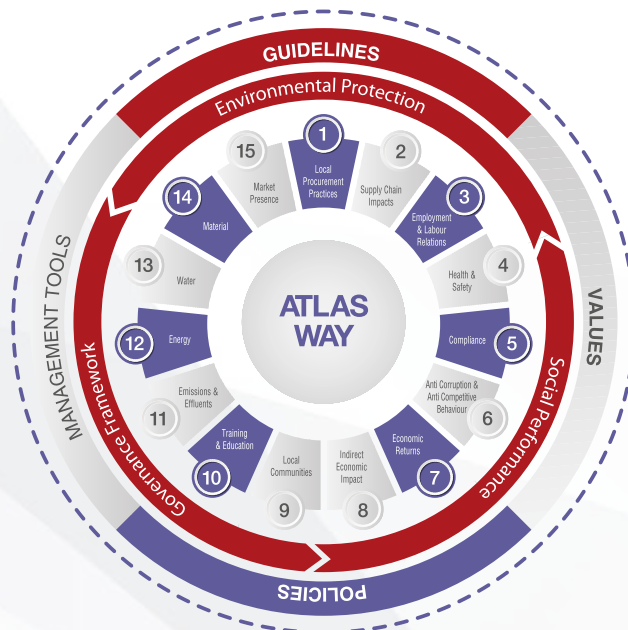 GUIDELINES
Environmental Protection
MANAGEMENT TOOLS
VALUES
Governance Framework
Social Performance
POLICIES
ATLAS
WAY
1
Local
Procurement
Practices
2
Supply Chain
Impacts
3
Employment
& Labour
Relations
4
Health &
Safety
5
Compliance
6
Anti Corruption &
Anti Competitive
Behaviour
7
Economic
Returns
8
Indirect
Economic
Impact
9
Local
Communities
10
Training
& Education
11
Emissions &
Effluents
12
Energy
13
Water
14
Material
15
Market
Presence